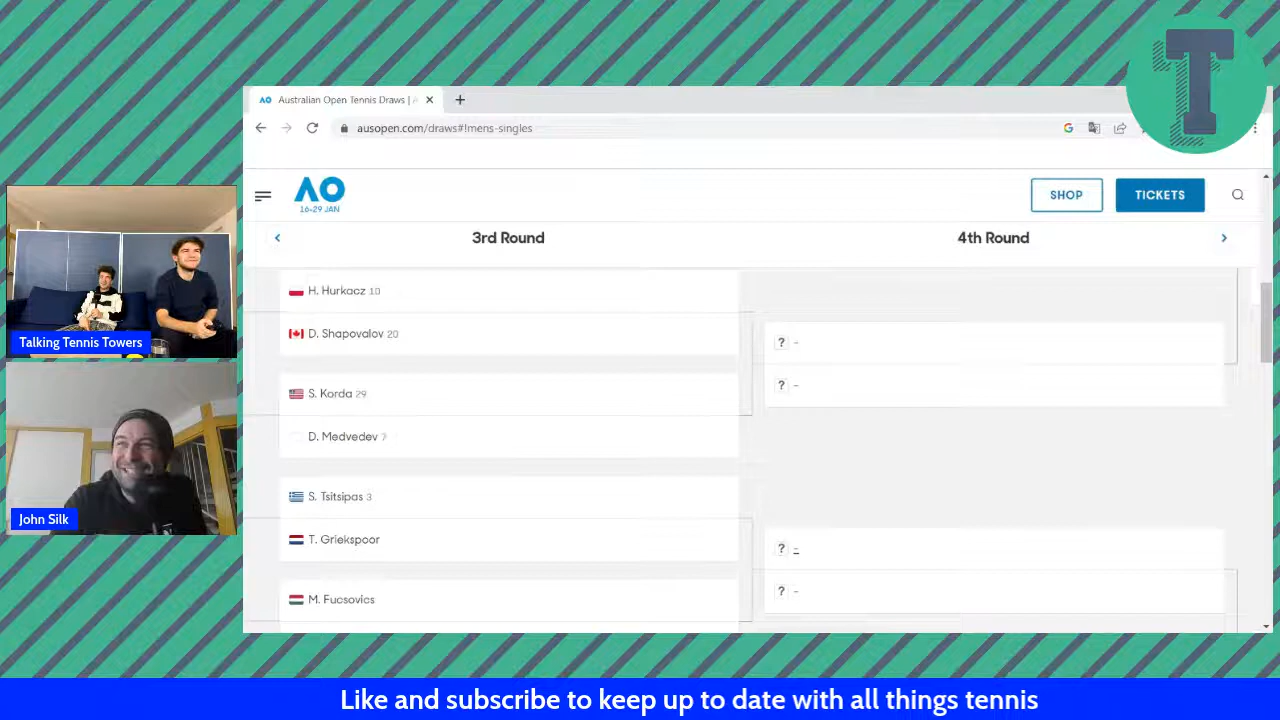 T
AO Australian Open Tennis Draws |
ausopen.com/draws#!mens-singles
AO
16-29 JAN
SHOP
TICKETS
3rd Round
4th Round
H. Hurkacz 10
D. Shapovalov 20
? -
S. Korda 29
? -
D. Medvedev 7
S. Tsitsipas 3
T. Griekspoor
? -
M. Fucsovics
? -
Talking Tennis Towers
John Silk
Like and subscribe to keep up to date with all things tennis